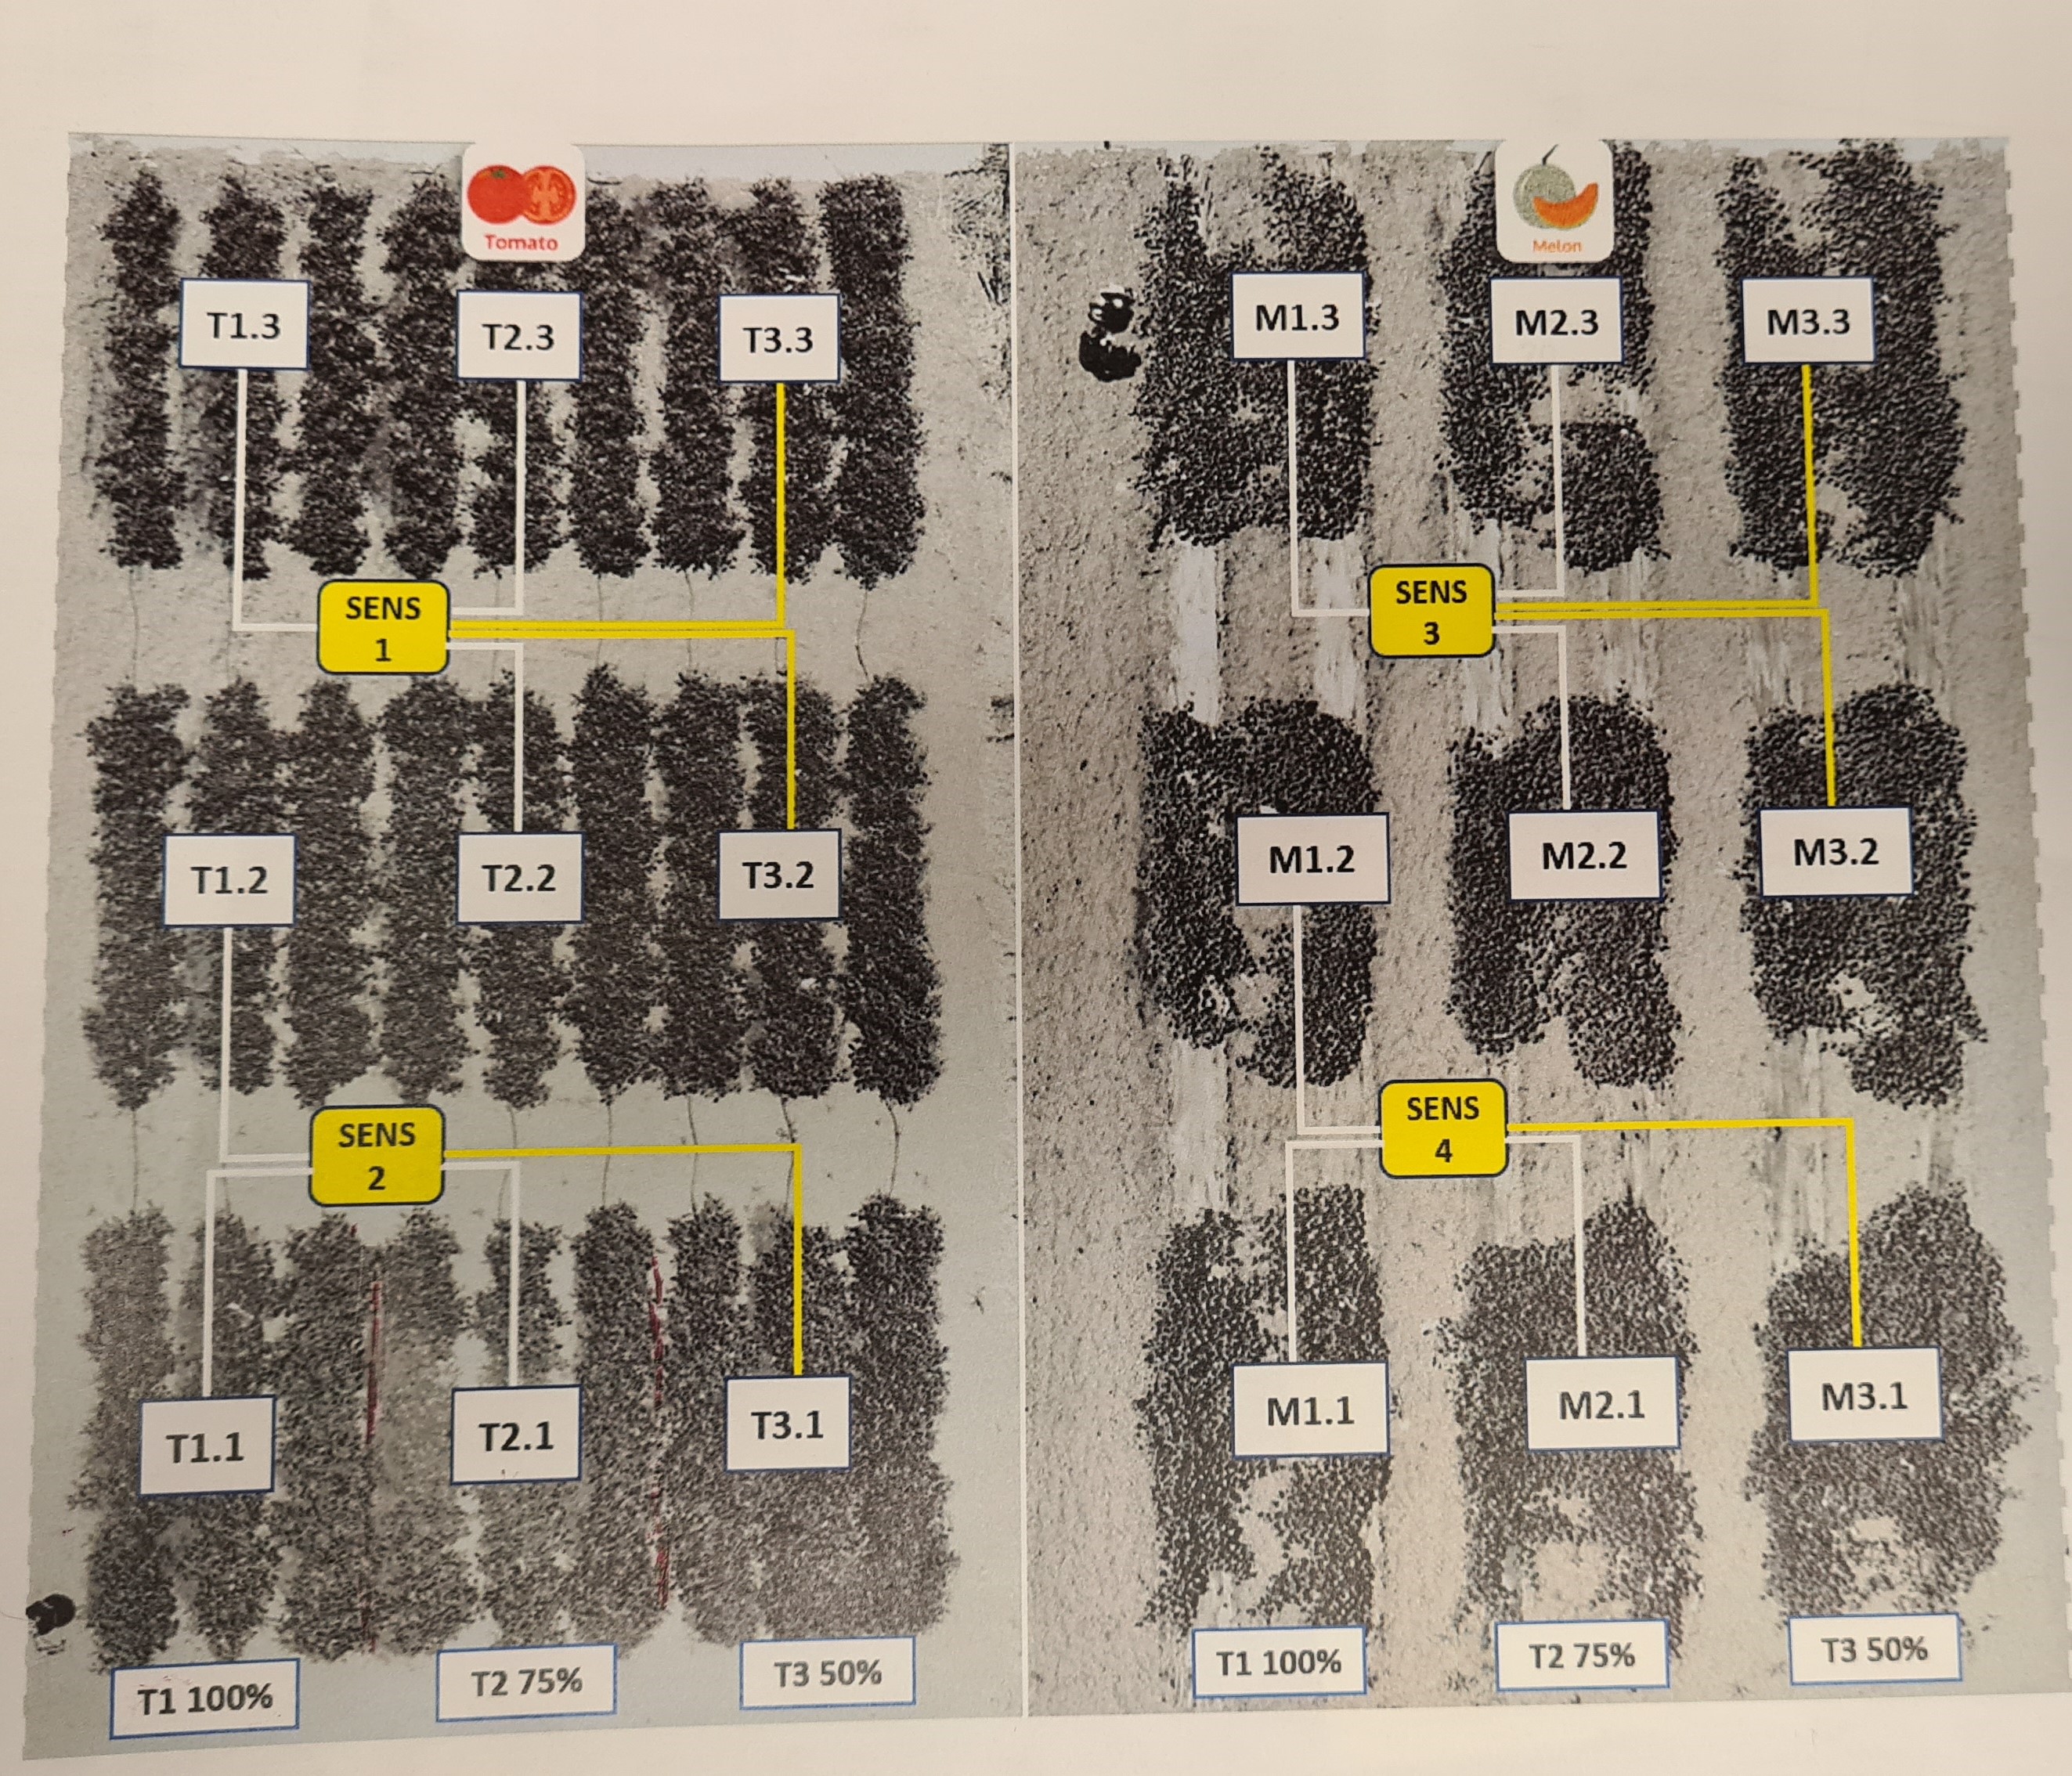 Tomato
Melon
T1.3
T2.3
T3.3
M1.3
M2.3
M3.3
SENS
1
SENS
3
T1.2
T2.2
T3.2
M1.2
M2.2
M3.2
SENS
2
SENS
4
T1.1
T2.1
T3.1
M1.1
M2.1
M3.1
T1 100%
T2 75%
T3 50%
T1 100%
T2 75%
T3 50%